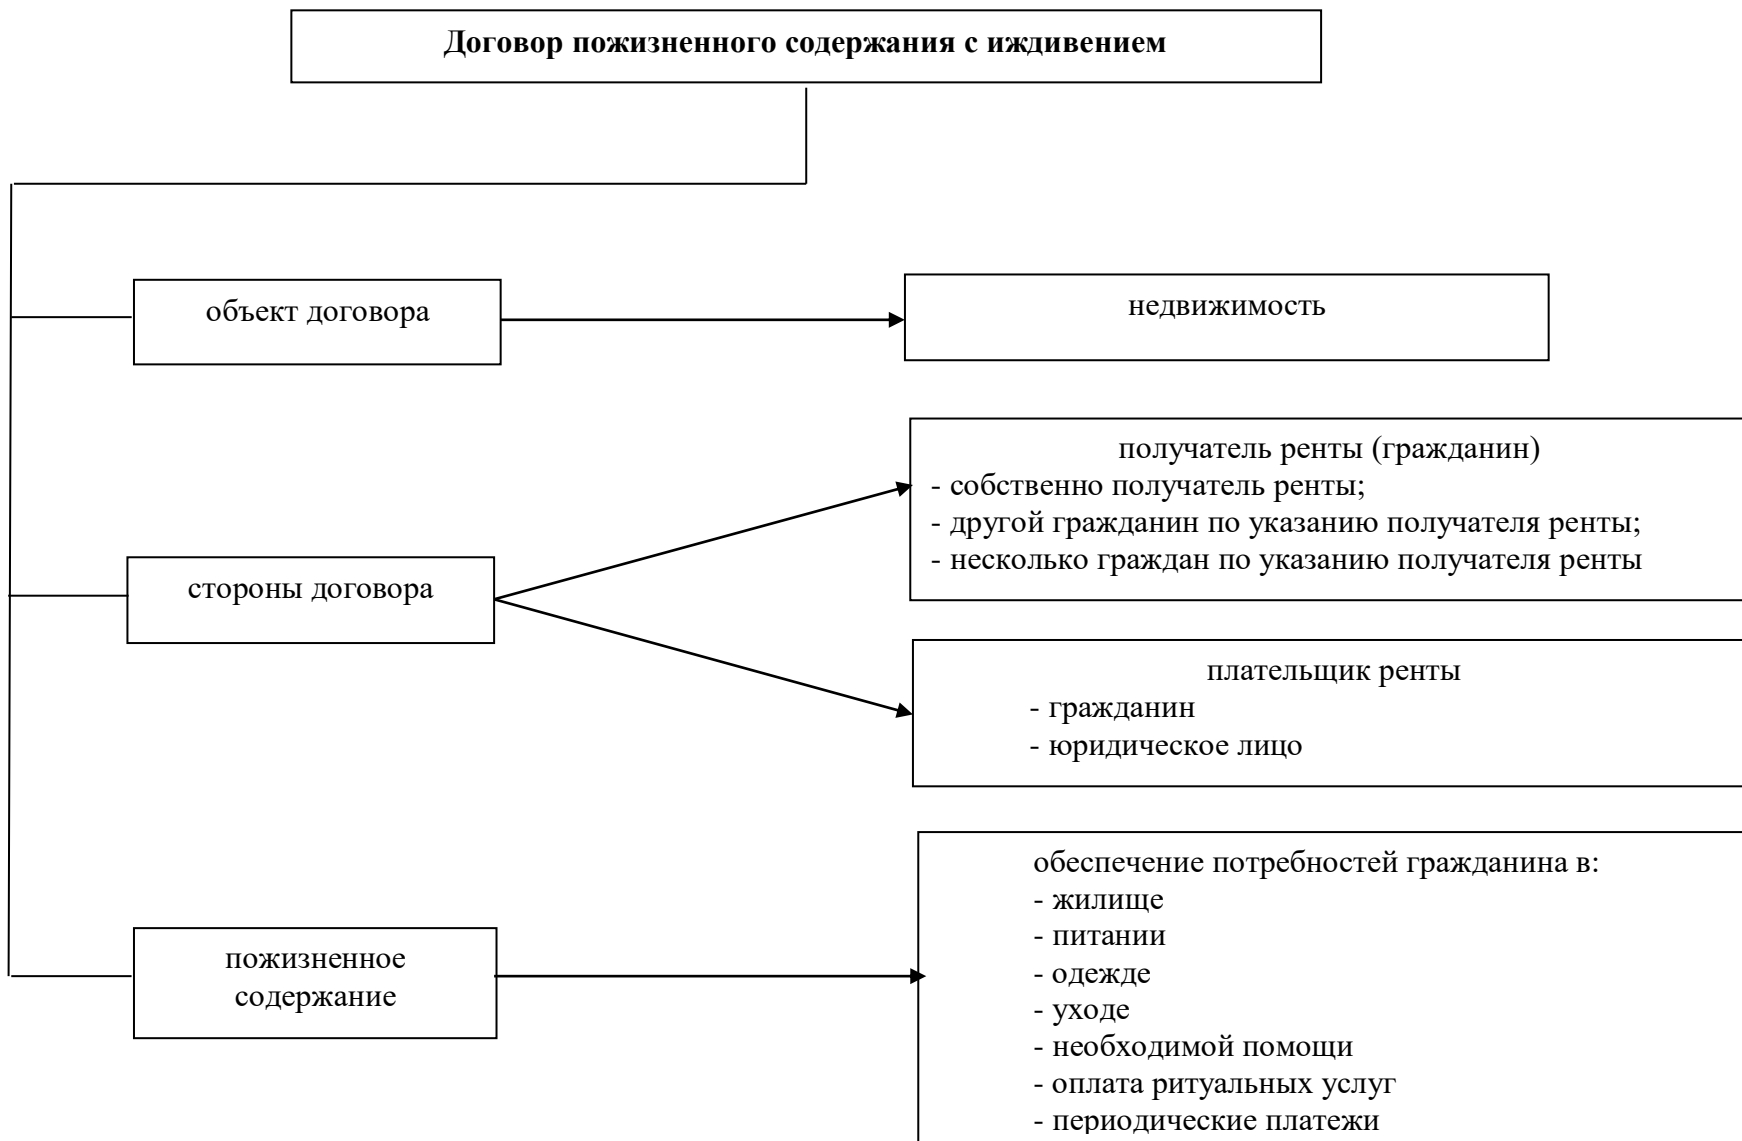 Договор пожизненного содержания с иждивением
объект договора
недвижимость
получатель ренты (гражданин)
- собственно получатель ренты;
- другой гражданин по указанию получателя ренты;
- несколько граждан по указанию получателя ренты
стороны договора
плательщик ренты
- гражданин
- юридическое лицо
пожизненное
содержание
обеспечение потребностей гражданина в:
- жилище
- питании
- одежде
- уходе
- необходимой помощи
- оплата ритуальных услуг
- периодические платежи